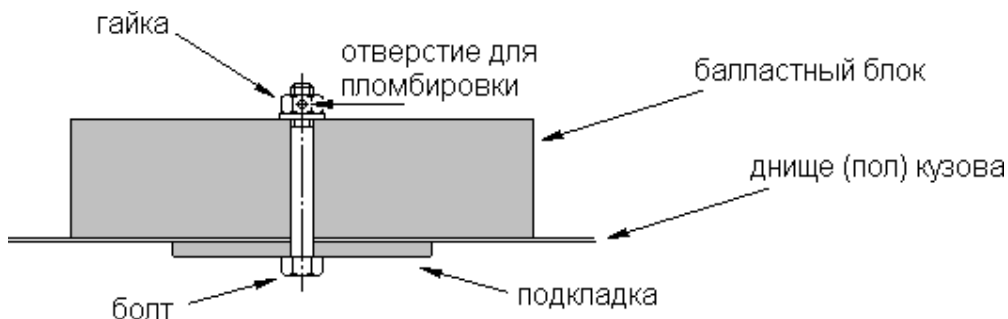 гайка
отверстие для
пломбировки
балластный блок
днище (пол) кузова
подкладка
болт